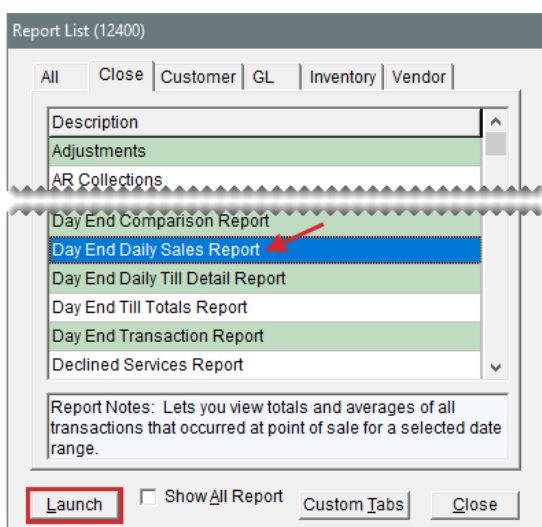 Report List (12400)
All Close Customer GL Inventory Vendor
Description
Adjustments
AR Collections
Day End Comparison Report
Day End Daily Sales Report
Day End Daily Till Detail Report
Day End Till Totals Report
Day End Transaction Report
Declined Services Report
Report Notes: Lets you view totals and averages of all
transactions that occurred at point of sale for a selected date
range.
Launch Show All Report Custom Tabs Close